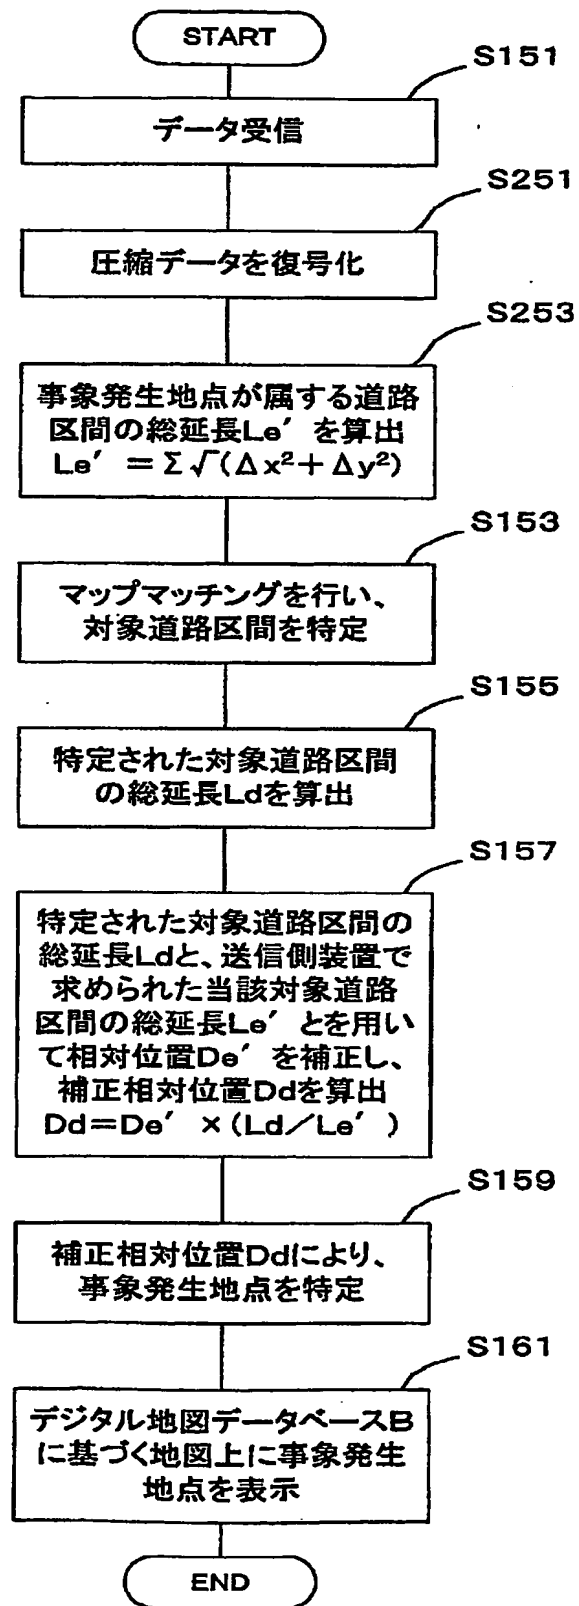 START
S151
データ受信
S251
圧縮データを復号化
S253
事象発生地点が属する道路
区間の総延長Le′を算出
Le′＝Σ√(Δx²＋Δy²)
S153
マップマッチングを行い、
対象道路区間を特定
S155
特定された対象道路区間
の総延長Ldを算出
S157
特定された対象道路区間の
総延長Ldと、送信側装置で
求められた当該対象道路
区間の総延長Le′とを用い
て相対位置De′を補正し、
補正相対位置Ddを算出
Dd＝De′×(Ld／Le′)
S159
補正相対位置Ddにより、
事象発生地点を特定
S161
デジタル地図データベースB
に基づく地図上に事象発生
地点を表示
END